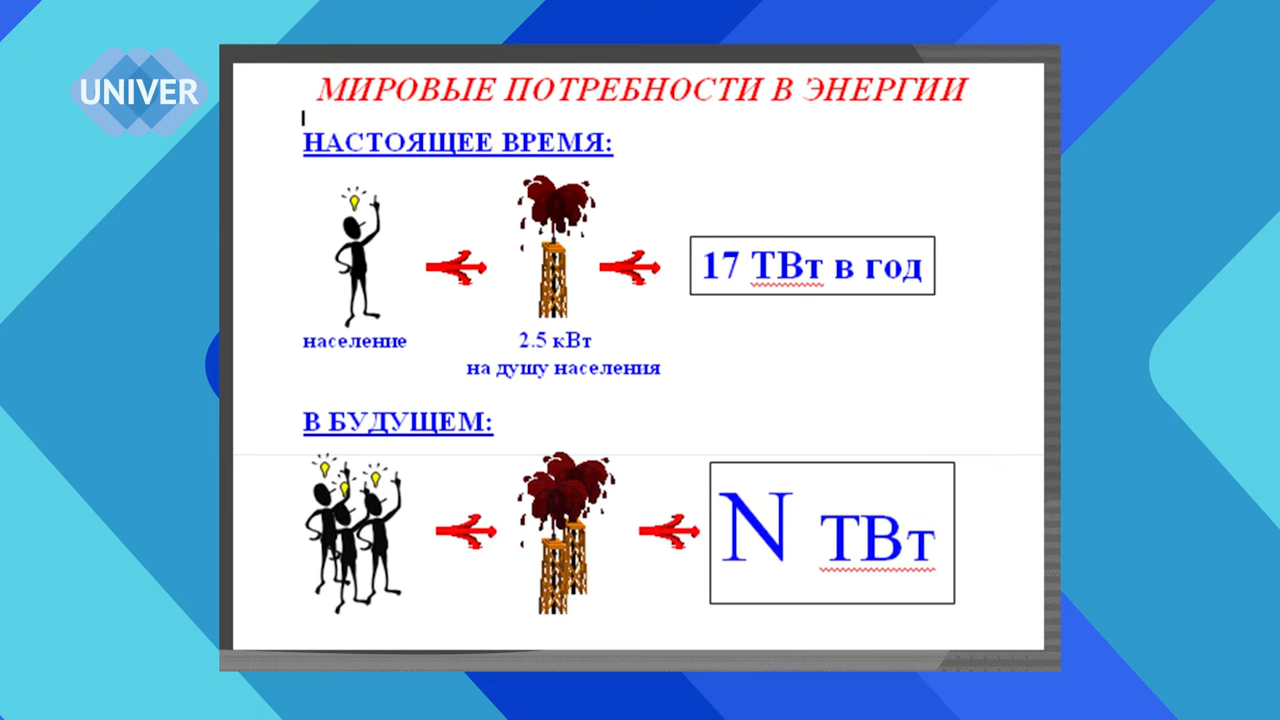 UNIVER
МИРОВЫЕ ПОТРЕБНОСТИ В ЭНЕРГИИ
НАСТОЯЩЕЕ ВРЕМЯ:
17 ТВт в год
население
2.5 кВт
на душу населения
В БУДУЩЕМ:
N ТВт